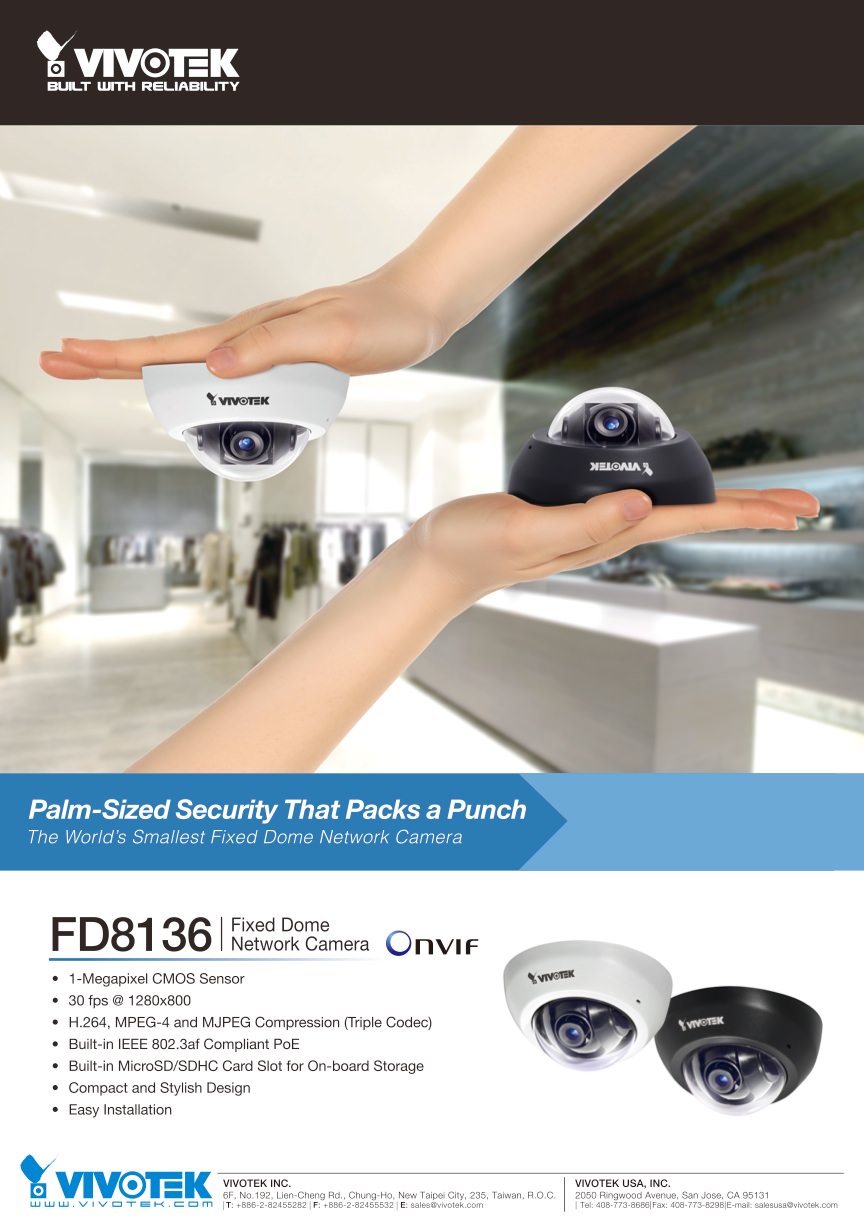 VIVOTEK
BUILT WITH RELIABILITY
VIVOTEK
VIVOTEK
Palm-Sized Security That Packs a Punch
The World's Smallest Fixed Dome Network Camera
FD8136
Fixed Dome
Network Camera
ONVIF
• 1-Megapixel CMOS Sensor
• 30 fps @ 1280x800
• H.264, MPEG-4 and MJPEG Compression (Triple Codec)
• Built-in IEEE 802.3af Compliant PoE
• Built-in MicroSD/SDHC Card Slot for On-board Storage
• Compact and Stylish Design
• Easy Installation
VIVOTEK
VIVOTEK
VIVOTEK
www.vivotek.com
VIVOTEK INC.
6F, No.192, Lien-Cheng Rd., Chung-Ho, New Taipei City, 235, Taiwan, R.O.C.
| T: +886-2-82455282 | F: +886-2-82455532 | E: sales@vivotek.com
VIVOTEK USA, INC.
2050 Ringwood Avenue, San Jose, CA 95131
| Tel: 408-773-8686|Fax: 408-773-8298|E-mail: salesusa@vivotek.com